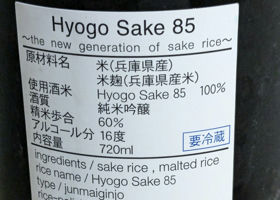 Hyogo Sake 85
～the new generation of sake rice～
原材料名 米(兵庫県産)
米麹(兵庫県産米)
使用酒米 Hyogo Sake 85 100%
酒質 純米吟醸
精米歩合 60%
アルコール分 16度
内容量 720ml
要冷蔵
ingredients / sake rice , malted rice
rice name / Hyogo Sake 85
type / junmaiginjo